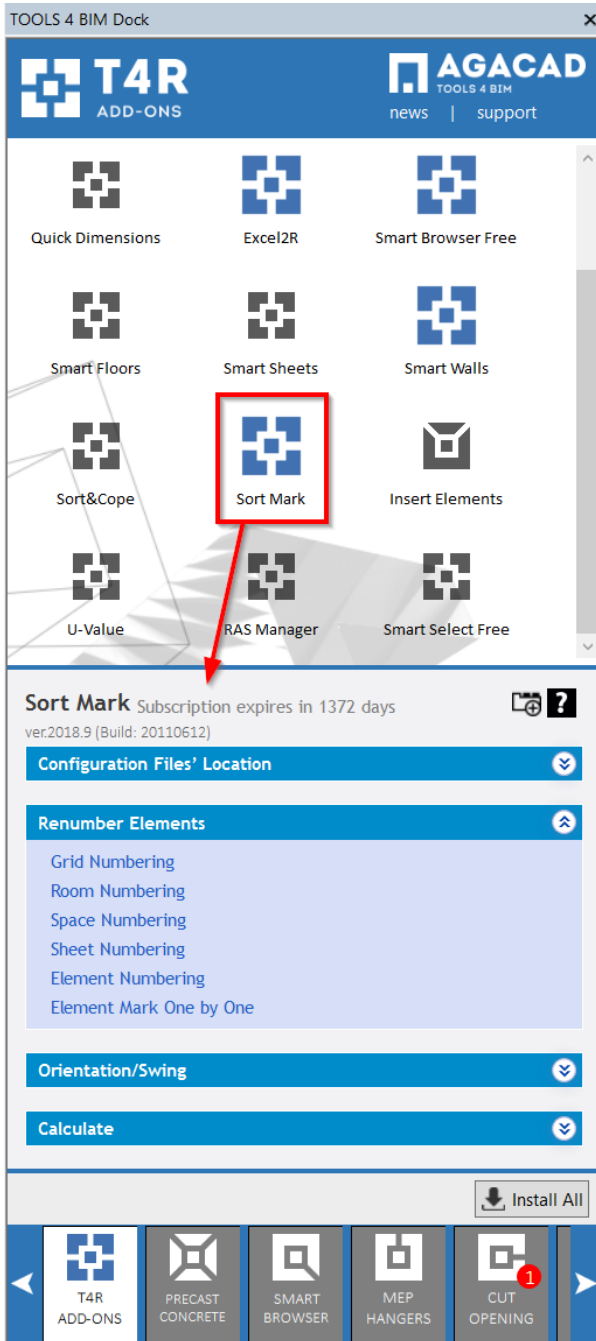 TOOLS 4 BIM Dock
T4R
ADD-ONS
AGACAD
TOOLS 4 BIM
news | support
Quick Dimensions Excel2R Smart Browser Free
Smart Floors Smart Sheets Smart Walls
Sort&Cope Sort Mark Insert Elements
U-Value RAS Manager Smart Select Free
Sort Mark Subscription expires in 1372 days
ver.2018.9 (Build: 20110612)
Configuration Files’ Location
Renumber Elements
Grid Numbering
Room Numbering
Space Numbering
Sheet Numbering
Element Numbering
Element Mark One by One
Orientation/Swing
Calculate
Install All
1
T4R PRECAST SMART MEP CUT
ADD-ONS CONCRETE BROWSER HANGERS OPENING